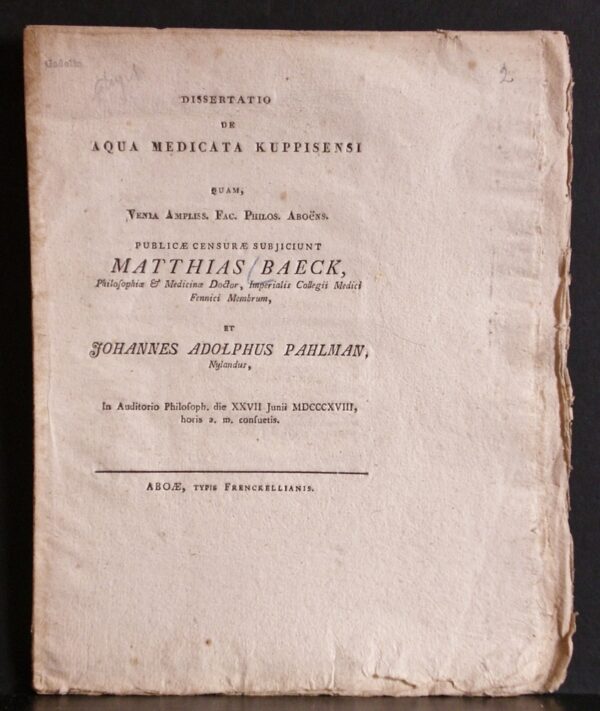 2
DISSERTATIO
DE
AQUA MEDICATA KUPPISENSI
QUAM,
VENIA AMPLISS. FAC. PHILOS. ABOËNS.
PUBLICÆ CENSURÆ SUBJICIUNT
MATTHIAS BAECK,
Philoſophiæ & Medicinæ Doctor, Imperialis Collegii Medici
Fennici Membrum,
ET
JOHANNES ADOLPHUS PAHLMAN,
Nylandus,
In Auditorio Philoſoph. die XXVII Junii MDCCCXVIII,
horis a. m. conſuetis.
ABOÆ, TYPIS FRENCKELLIANIS.